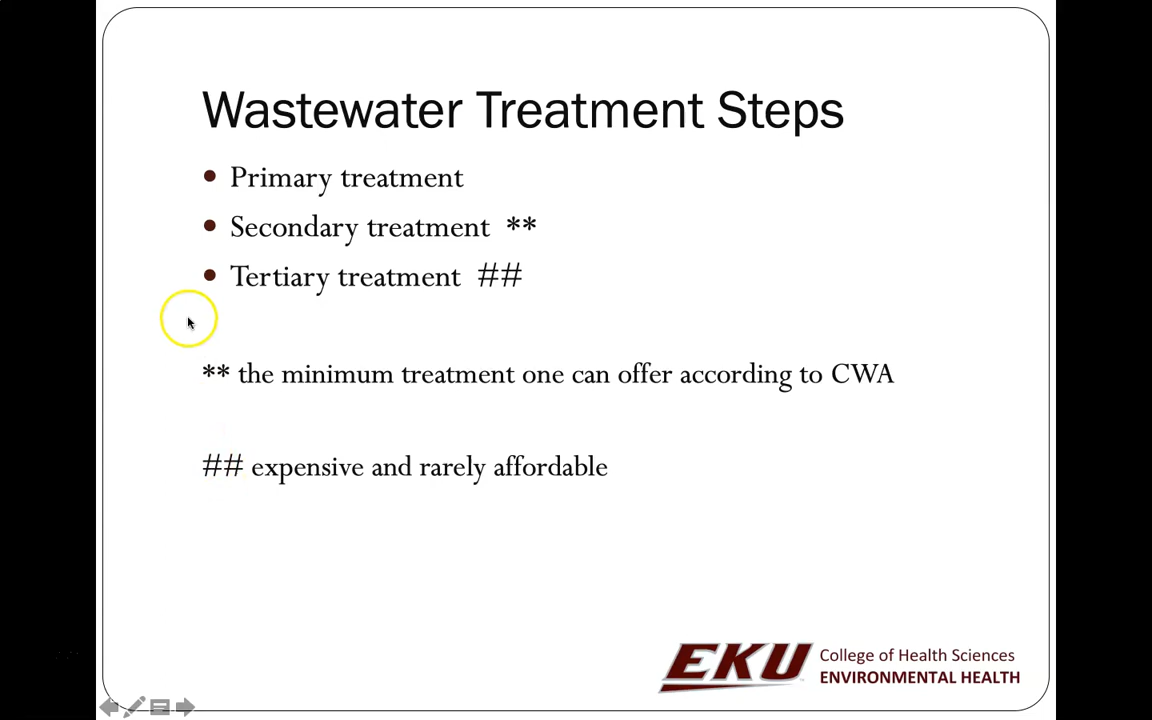 Wastewater Treatment Steps
Primary treatment
Secondary treatment **
Tertiary treatment ##
** the minimum treatment one can offer according to CWA
## expensive and rarely affordable
EKU College of Health Sciences
ENVIRONMENTAL HEALTH